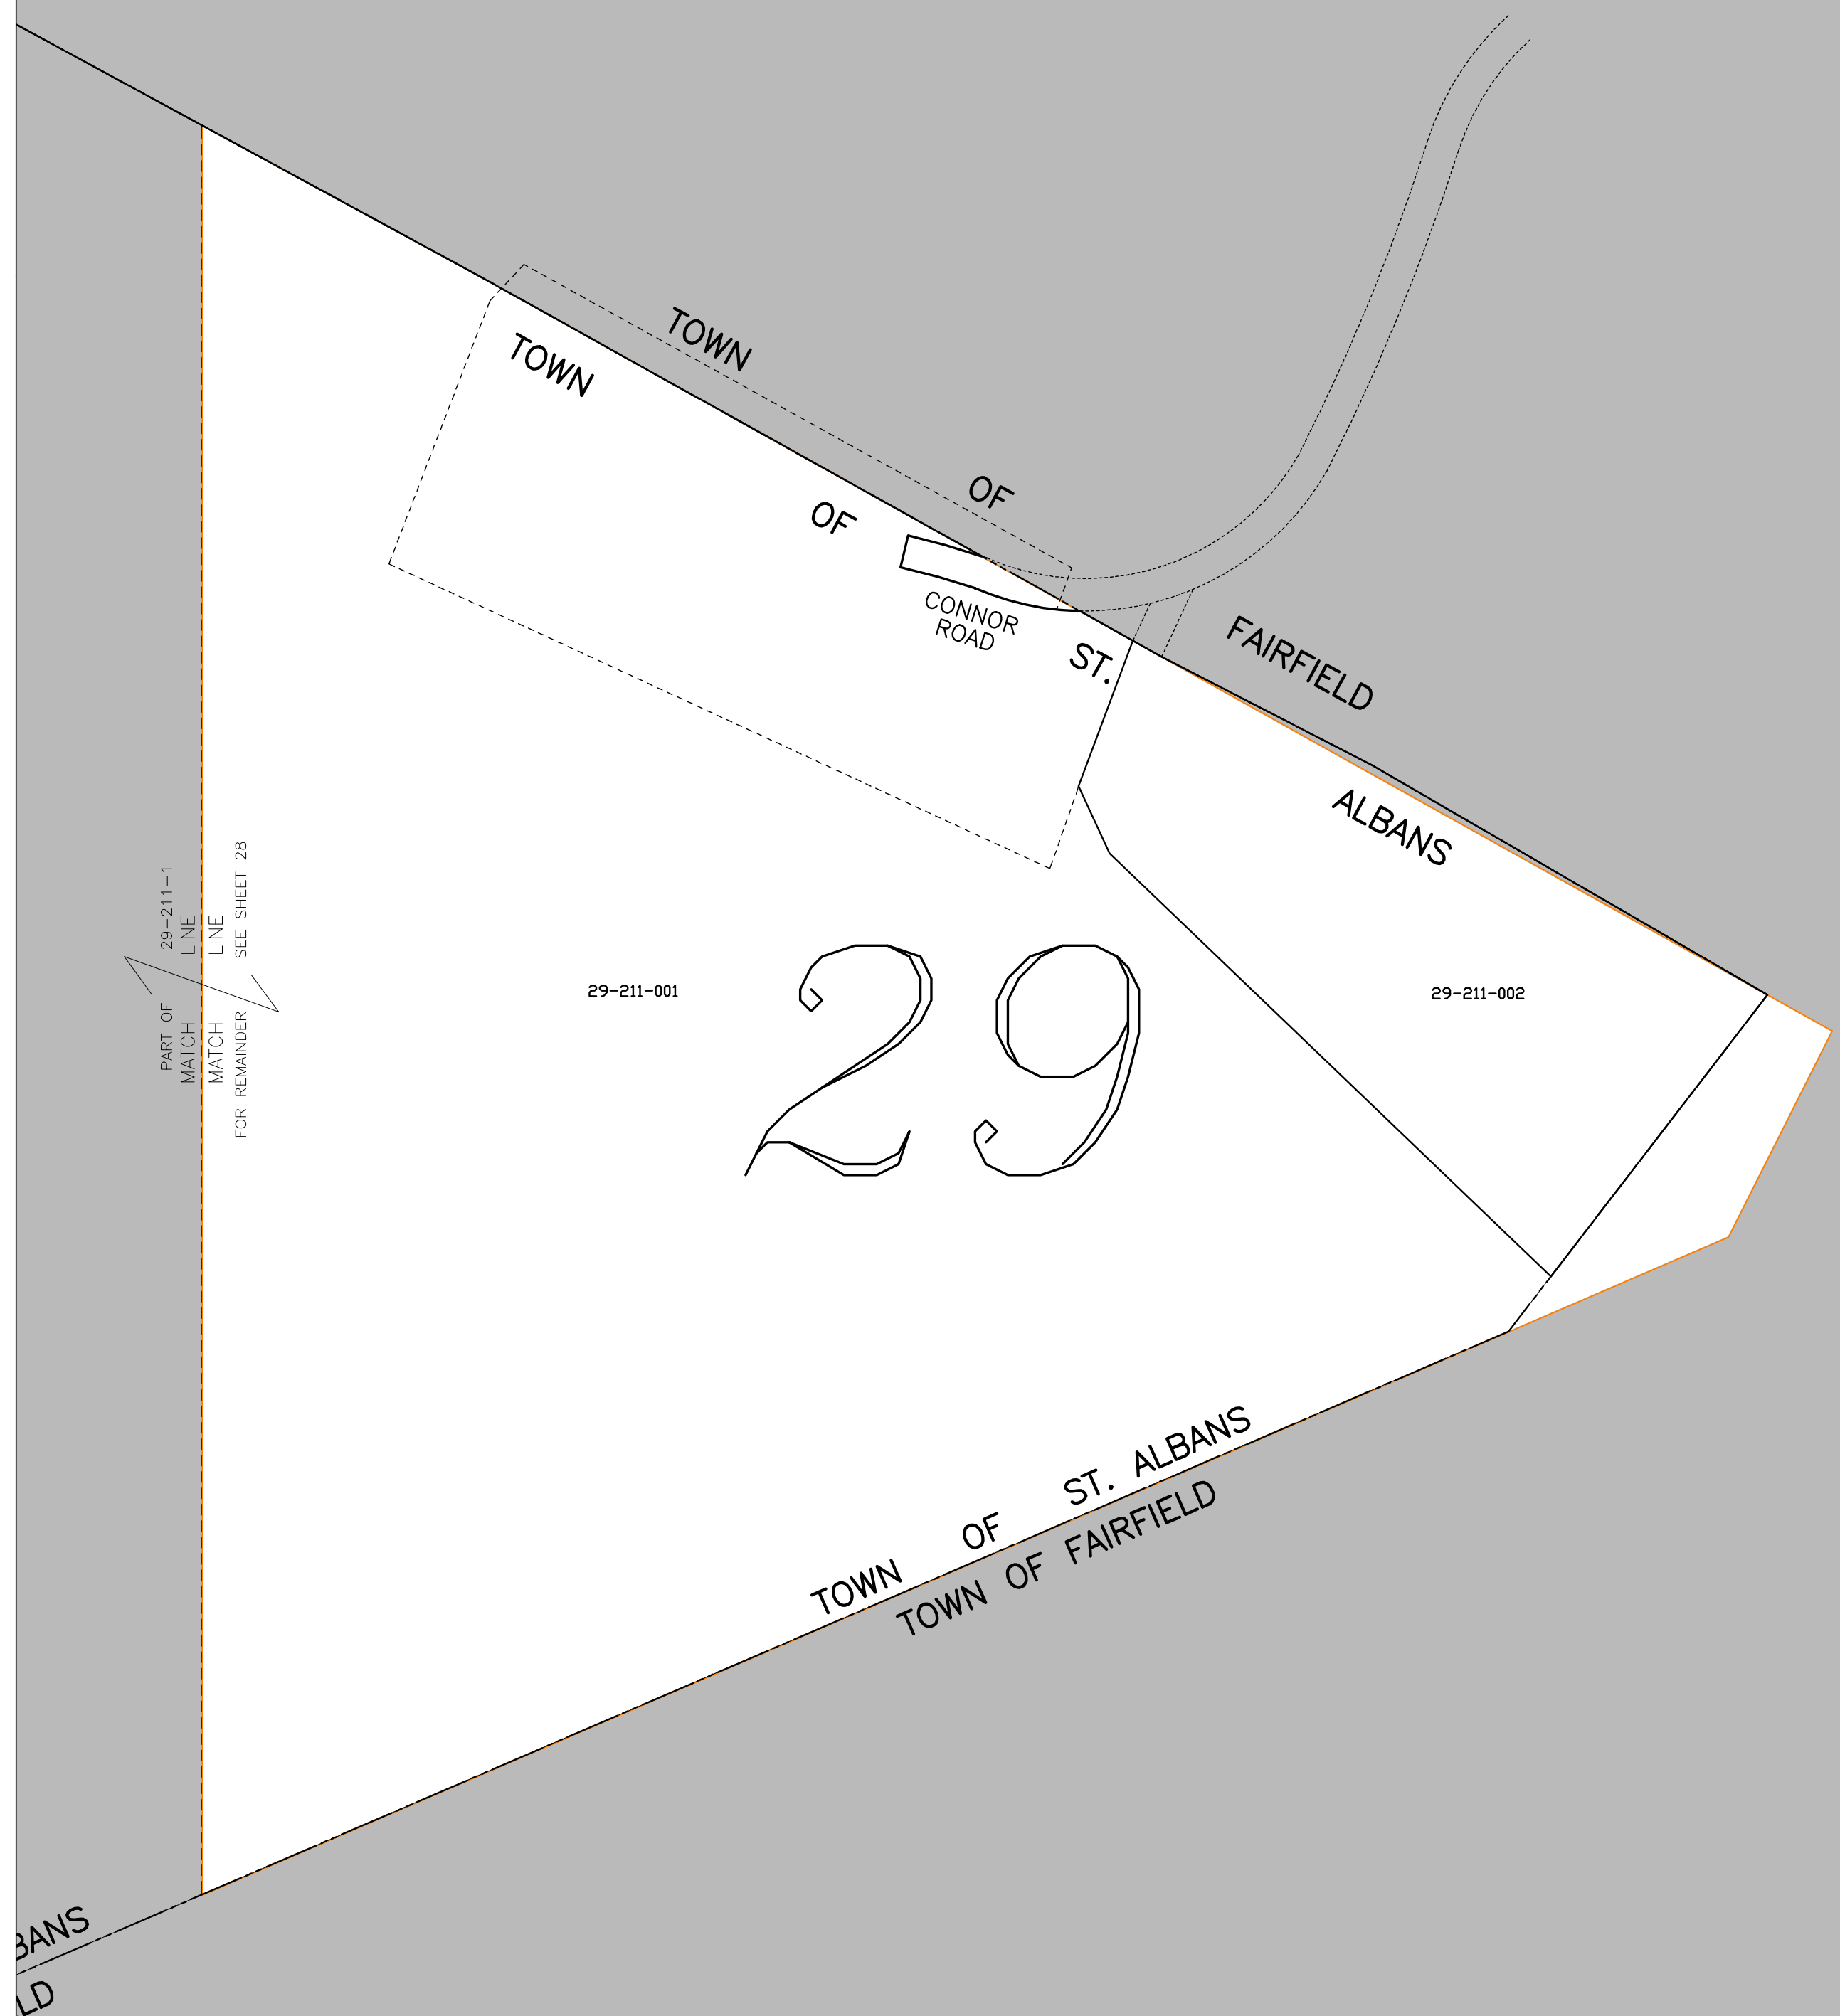 TOWN OF FAIRFIELD
TOWN OF ST. ALBANS
CONNOR
ROAD
PART OF 29-211-1
MATCH LINE
MATCH LINE
FOR REMAINDER SEE SHEET 28
29-211-001
29
29-211-002
TOWN OF ST. ALBANS
TOWN OF FAIRFIELD
BANS
LD